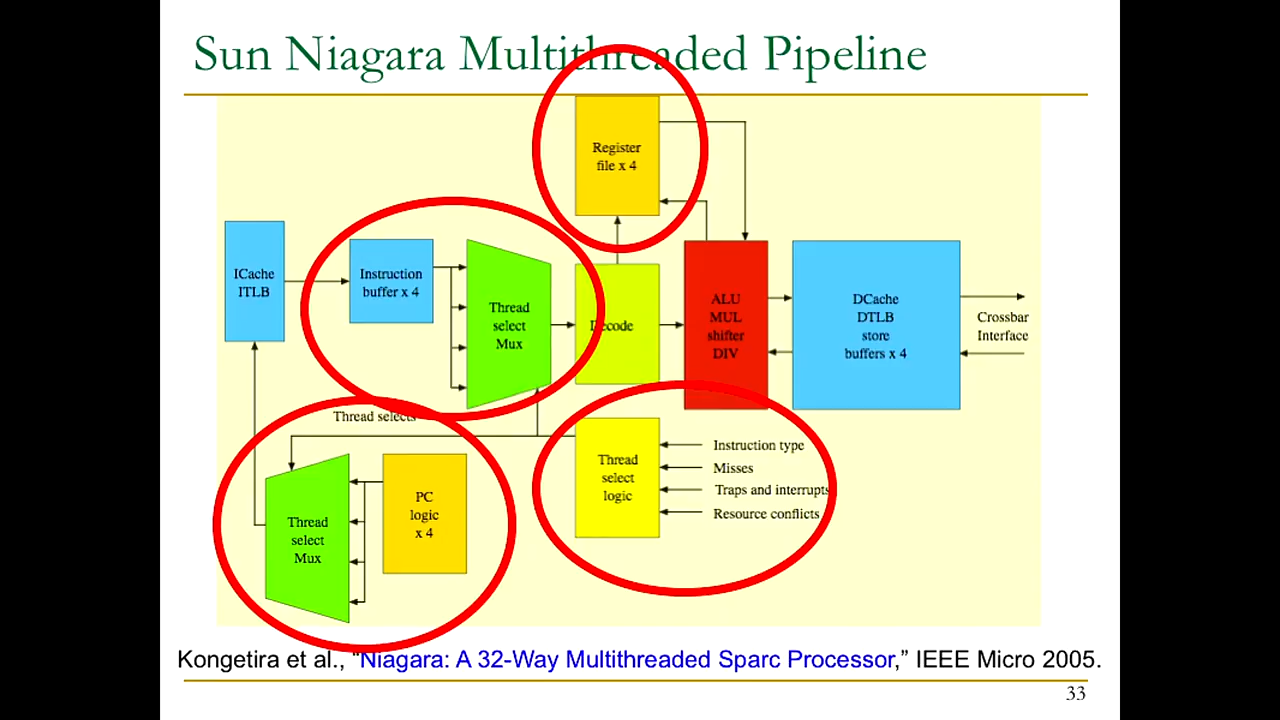 Sun Niagara Multithreaded Pipeline
Register
file x 4
ICache
ITLB
Instruction
buffer x 4
Thread
select
Mux
Decode
ALU
MUL
shifter
DIV
DCache
DTLB
store
buffers x 4
Crossbar
Interface
Thread selects
Thread
select
Mux
PC
logic
x 4
Thread
select
logic
Instruction type
Misses
Traps and interrupts
Resource conflicts
Kongetira et al., “Niagara: A 32-Way Multithreaded Sparc Processor,” IEEE Micro 2005.
33